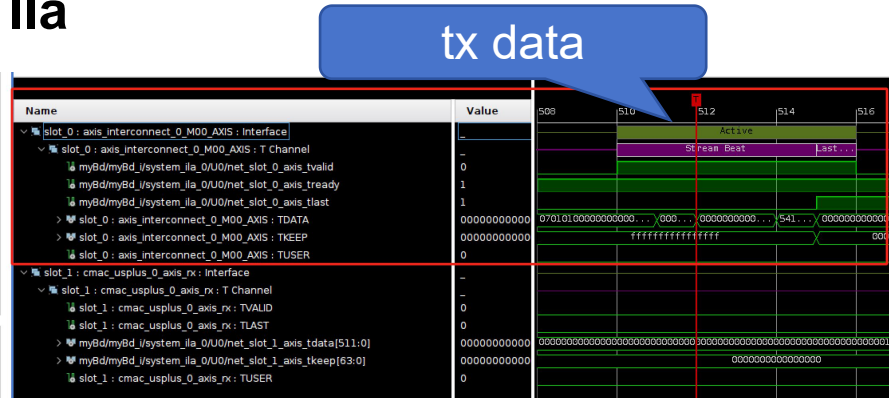 Ila
tx data
Name Value 508 510 512 514 516
T
slot_0 : axis_interconnect_0_M00_AXIS : Interface _ Active
slot_0 : axis_interconnect_0_M00_AXIS : T Channel _ Stream Beat Last...
myBd/myBd_i/system_ila_0/U0/net_slot_0_axis_tvalid 0
myBd/myBd_i/system_ila_0/U0/net_slot_0_axis_tready 1
myBd/myBd_i/system_ila_0/U0/net_slot_0_axis_tlast 1
slot_0 : axis_interconnect_0_M00_AXIS : TDATA 00000000000 0701010000000000... 000... 0000000000... 541...
slot_0 : axis_interconnect_0_M00_AXIS : TKEEP 00000000000 ffffffffffffffff 000
slot_0 : axis_interconnect_0_M00_AXIS : TUSER 0
slot_1 : cmac_usplus_0_axis_rx : Interface _
slot_1 : cmac_usplus_0_axis_rx : T Channel _
slot_1 : cmac_usplus_0_axis_rx : TVALID 0
slot_1 : cmac_usplus_0_axis_rx : TLAST 0
myBd/myBd_i/system_ila_0/U0/net_slot_1_axis_tdata[511:0] 00000000000
myBd/myBd_i/system_ila_0/U0/net_slot_1_axis_tkeep[63:0] 00000000000 0000000000000000
slot_1 : cmac_usplus_0_axis_rx : TUSER 0